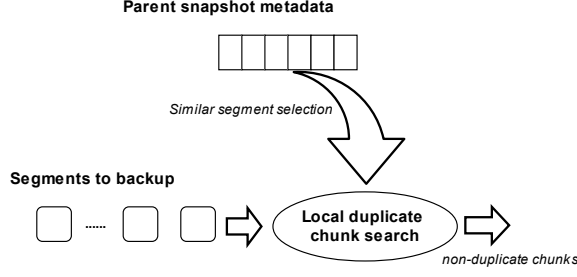 Parent snapshot metadata
Similar segment selection
Segments to backup
......
Local duplicate
chunk search
non-duplicate chunks